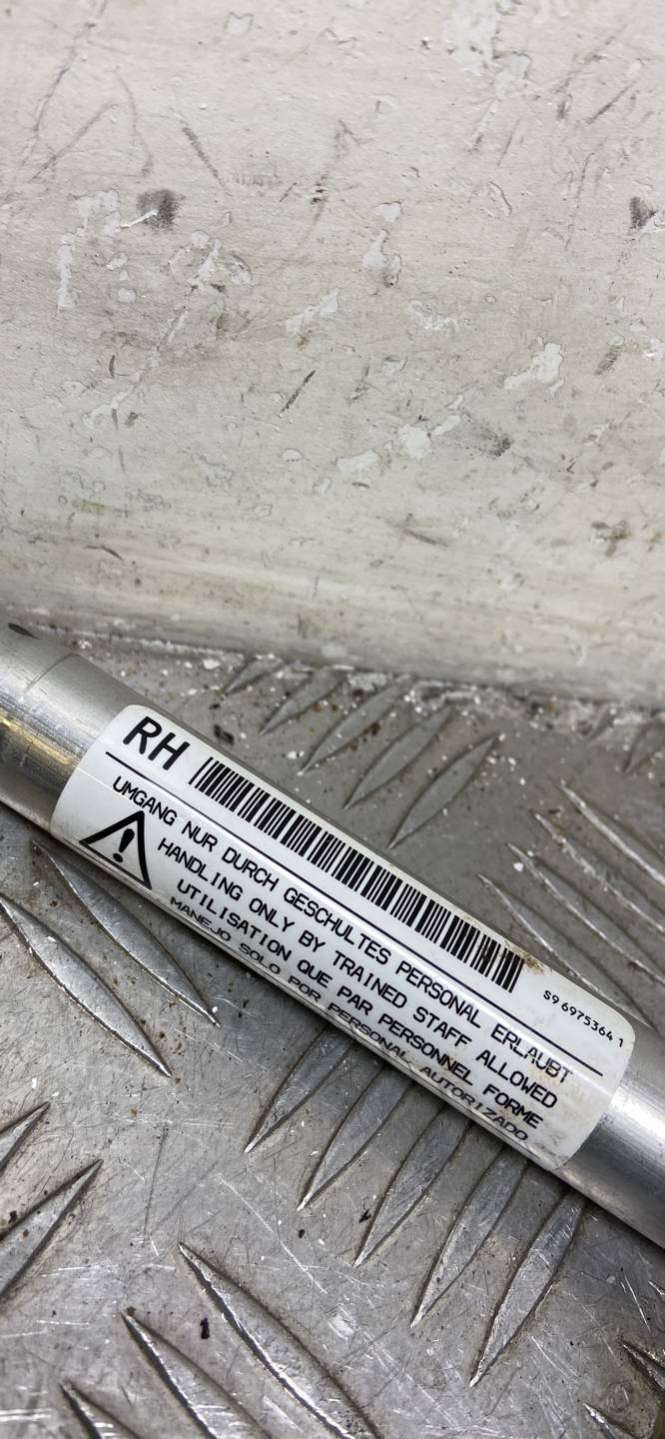 RH
S9 6975364 1
UMGANG NUR DURCH GESCHULTES PERSONAL ERLAUBT
HANDLING ONLY BY TRAINED STAFF ALLOWED
UTILISATION QUE PAR PERSONNEL FORME
MANEJO SOLO POR PERSONAL AUTORIZADO